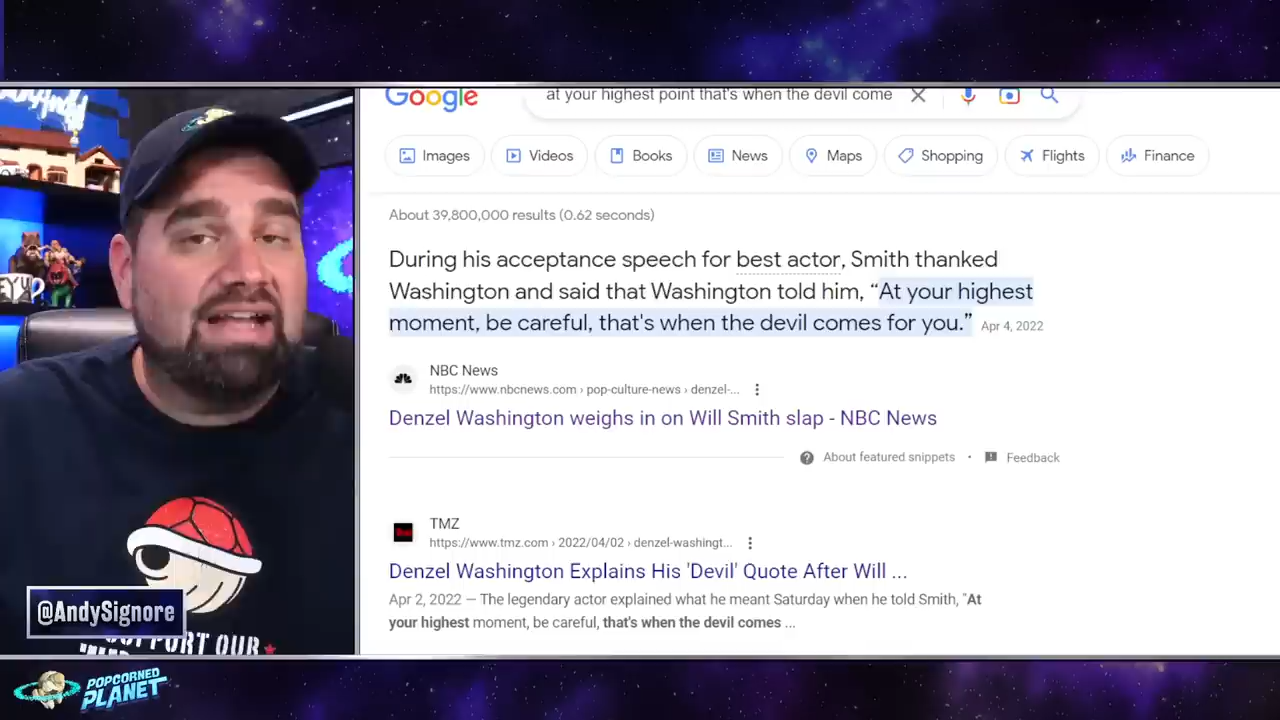 Google
at your highest point that's when the devil come
Images
Videos
Books
News
Maps
Shopping
Flights
Finance
About 39,800,000 results (0.62 seconds)
During his acceptance speech for best actor, Smith thanked
Washington and said that Washington told him, “At your highest
moment, be careful, that's when the devil comes for you.” Apr 4, 2022
NBC News
https://www.nbcnews.com › pop-culture-news › denzel-...
Denzel Washington weighs in on Will Smith slap - NBC News
About featured snippets • Feedback
TMZ
https://www.tmz.com › 2022/04/02 › denzel-washingt...
Denzel Washington Explains His 'Devil' Quote After Will ...
Apr 2, 2022 — The legendary actor explained what he meant Saturday when he told Smith, "At
your highest moment, be careful, that's when the devil comes ...
@AndySignore
SUPPORT OUR
POPCORNED
PLANET